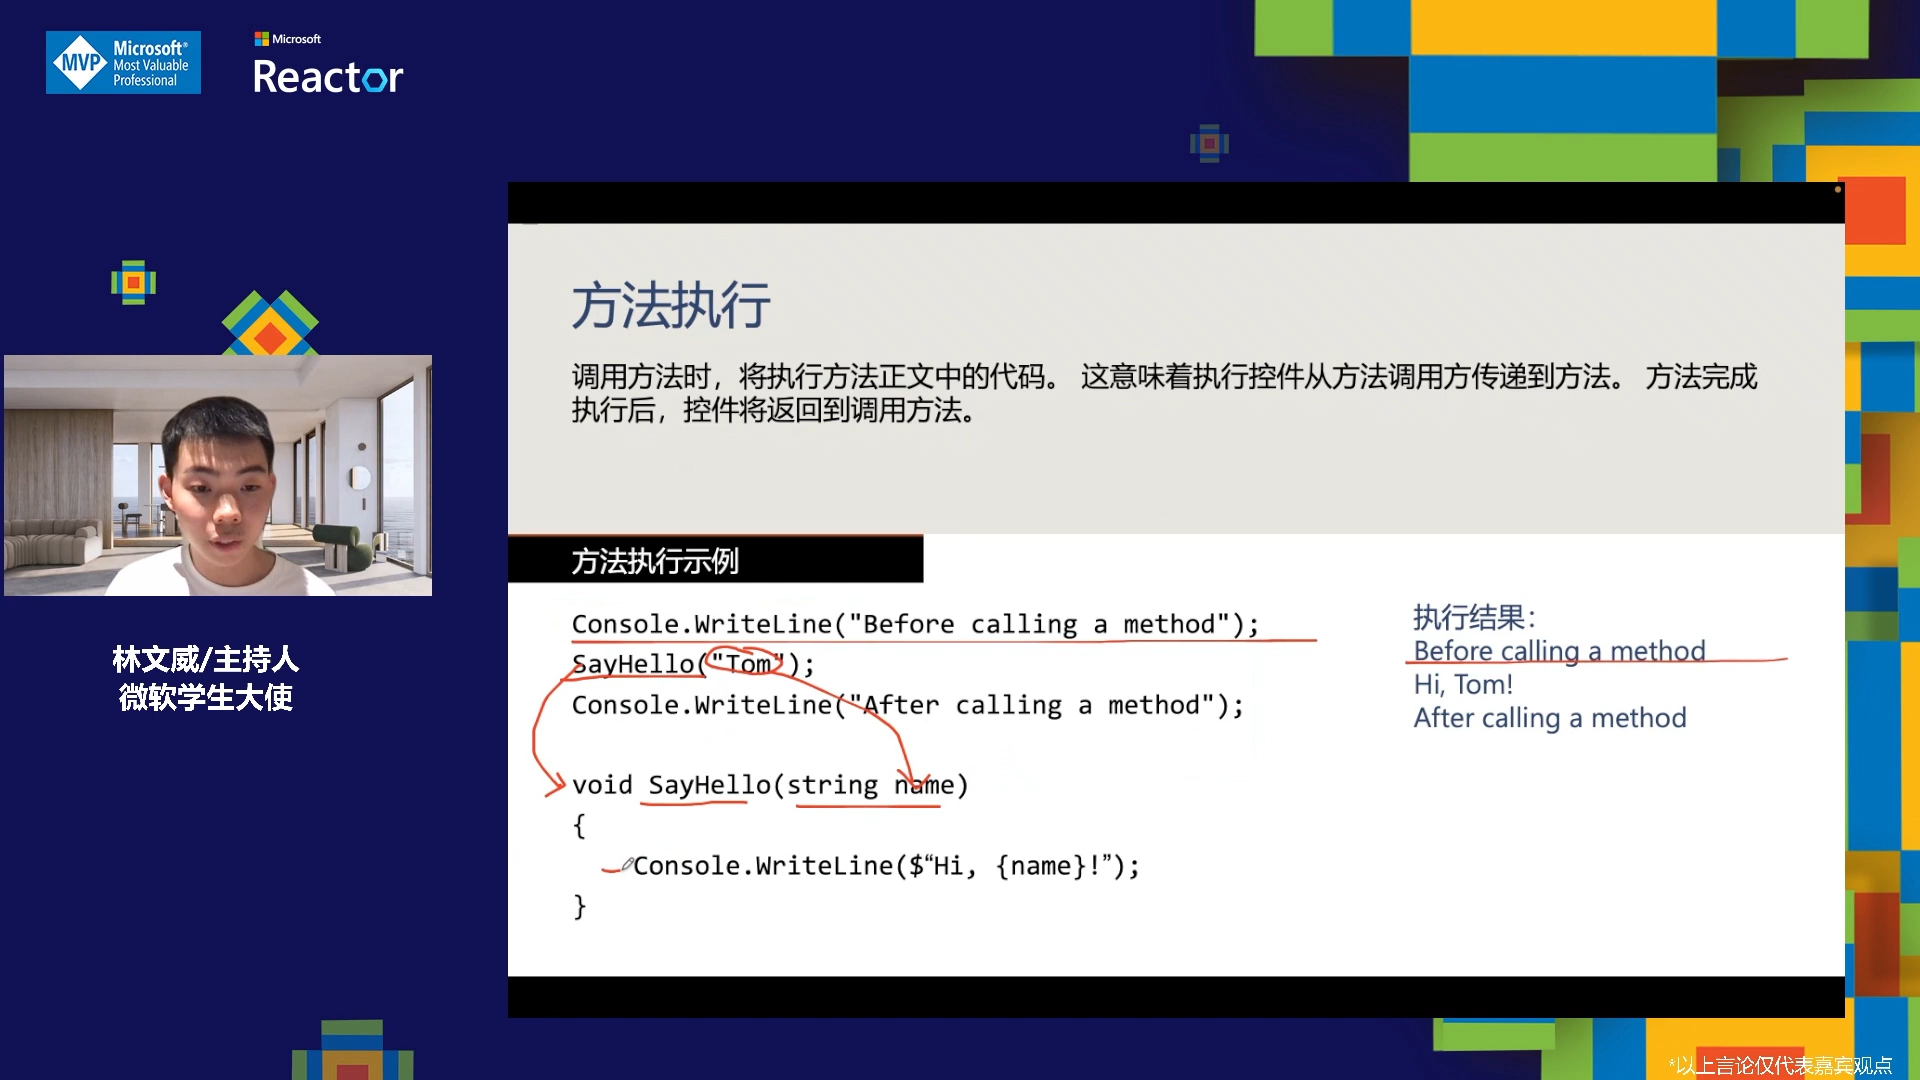 MVP
Microsoft®
Most Valuable
Professional
Microsoft
Reactor
方法执行
调用方法时，将执行方法正文中的代码。 这意味着执行控件从方法调用方传递到方法。 方法完成
执行后，控件将返回到调用方法。
方法执行示例
Console.WriteLine("Before calling a method");
SayHello("Tom");
Console.WriteLine("After calling a method");
void SayHello(string name)
{
Console.WriteLine($“Hi, {name}!”);
}
执行结果：
Before calling a method
Hi, Tom!
After calling a method
林文威/主持人
微软学生大使
*以上言论仅代表嘉宾观点